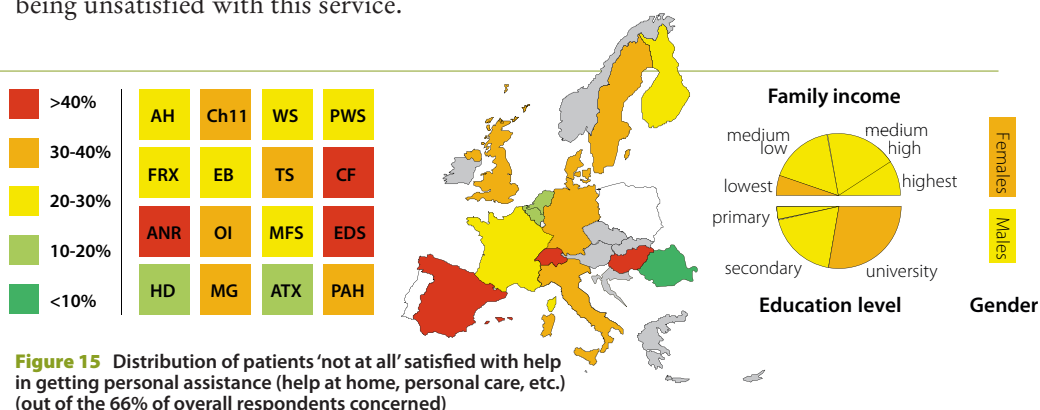 being unsatisfied with this service.
>40%
30-40%
20-30%
10-20%
<10%
AH Ch11 WS PWS
FRX EB TS CF
ANR OI MFS EDS
HD MG ATX PAH
Family income
medium low
medium high
lowest
highest
primary
secondary
university
Education level
Females
Males
Gender
Figure 15 Distribution of patients ‘not at all’ satisfied with help
in getting personal assistance (help at home, personal care, etc.)
(out of the 66% of overall respondents concerned)